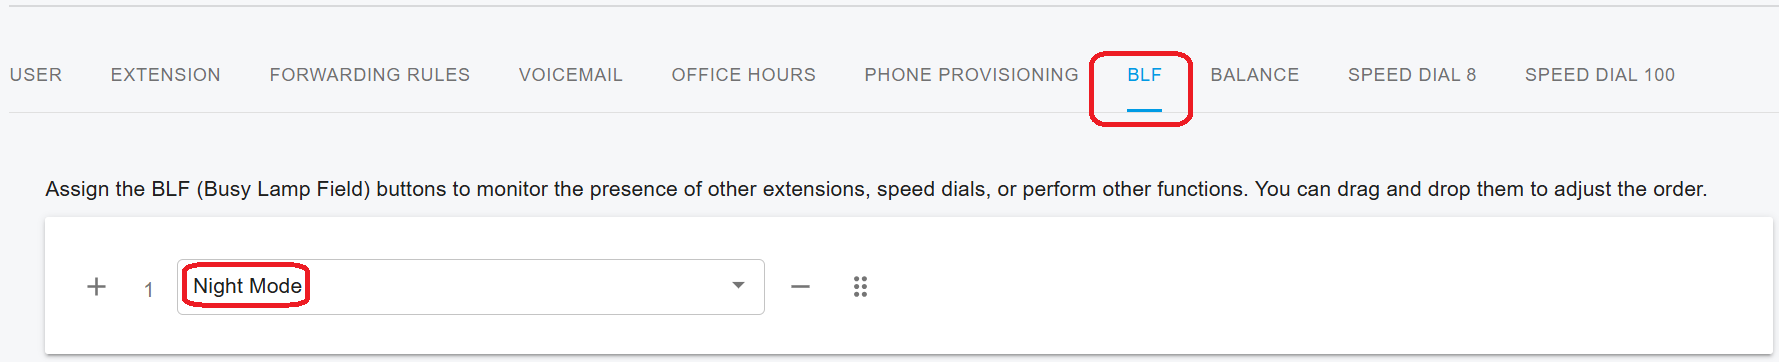 USER EXTENSION FORWARDING RULES VOICEMAIL OFFICE HOURS PHONE PROVISIONING BLF BALANCE SPEED DIAL 8 SPEED DIAL 100
Assign the BLF (Busy Lamp Field) buttons to monitor the presence of other extensions, speed dials, or perform other functions. You can drag and drop them to adjust the order.
1 Night Mode